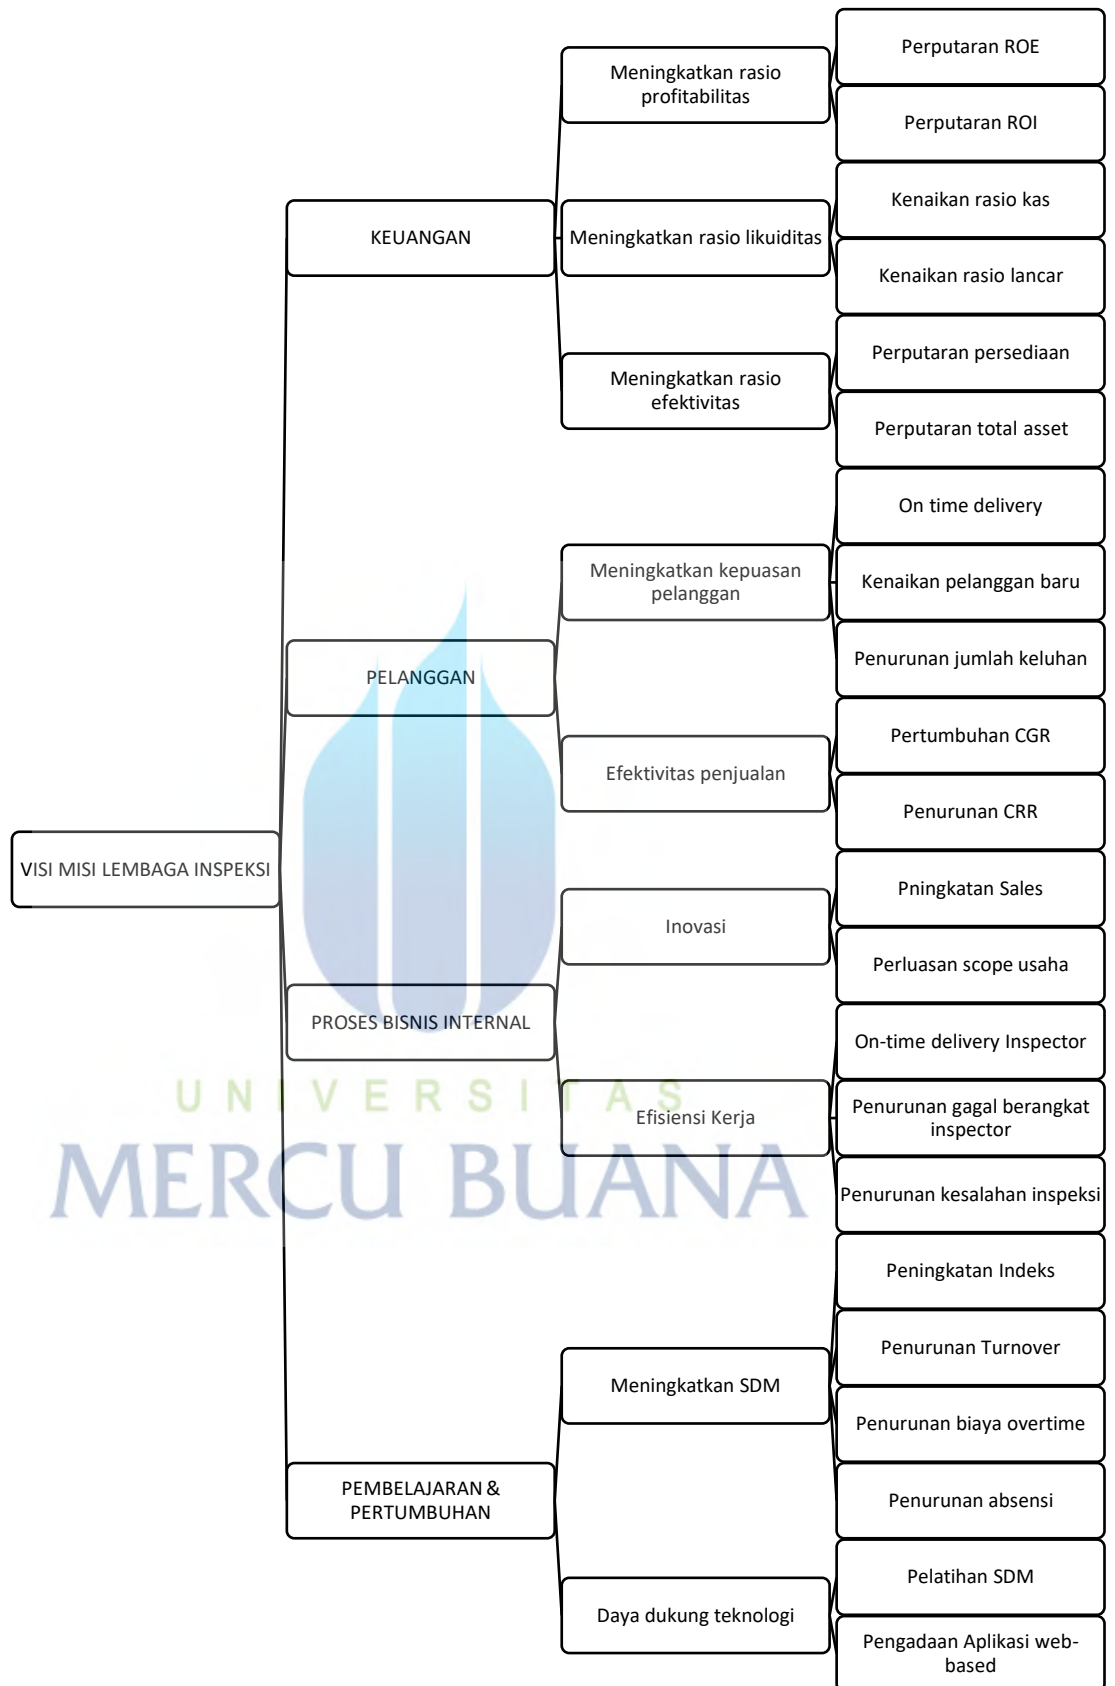 VISI MISI LEMBAGA INSPEKSI
KEUANGAN
Meningkatkan rasio
profitabilitas
Perputaran ROE
Perputaran ROI
Meningkatkan rasio likuiditas
Kenaikan rasio kas
Kenaikan rasio lancar
Meningkatkan rasio
efektivitas
Perputaran persediaan
Perputaran total asset
PELANGGAN
Meningkatkan kepuasan
pelanggan
On time delivery
Kenaikan pelanggan baru
Penurunan jumlah keluhan
Efektivitas penjualan
Pertumbuhan CGR
Penurunan CRR
PROSES BISNIS INTERNAL
Inovasi
Pningkatan Sales
Perluasan scope usaha
Efisiensi Kerja
On-time delivery Inspector
Penurunan gagal berangkat
inspector
Penurunan kesalahan inspeksi
PEMBELAJARAN &
PERTUMBUHAN
Meningkatkan SDM
Peningkatan Indeks
Penurunan Turnover
Penurunan biaya overtime
Penurunan absensi
Daya dukung teknologi
Pelatihan SDM
Pengadaan Aplikasi web-
based
UNIVERSITAS
MERCU BUANA